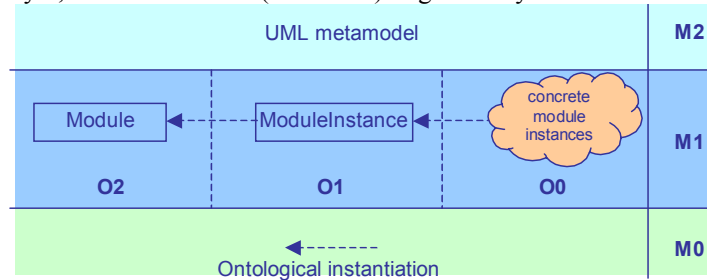 UML metamodel
M2
Module
ModuleInstance
concrete
module
instances
M1
O2
O1
O0
M0
Ontological instantiation